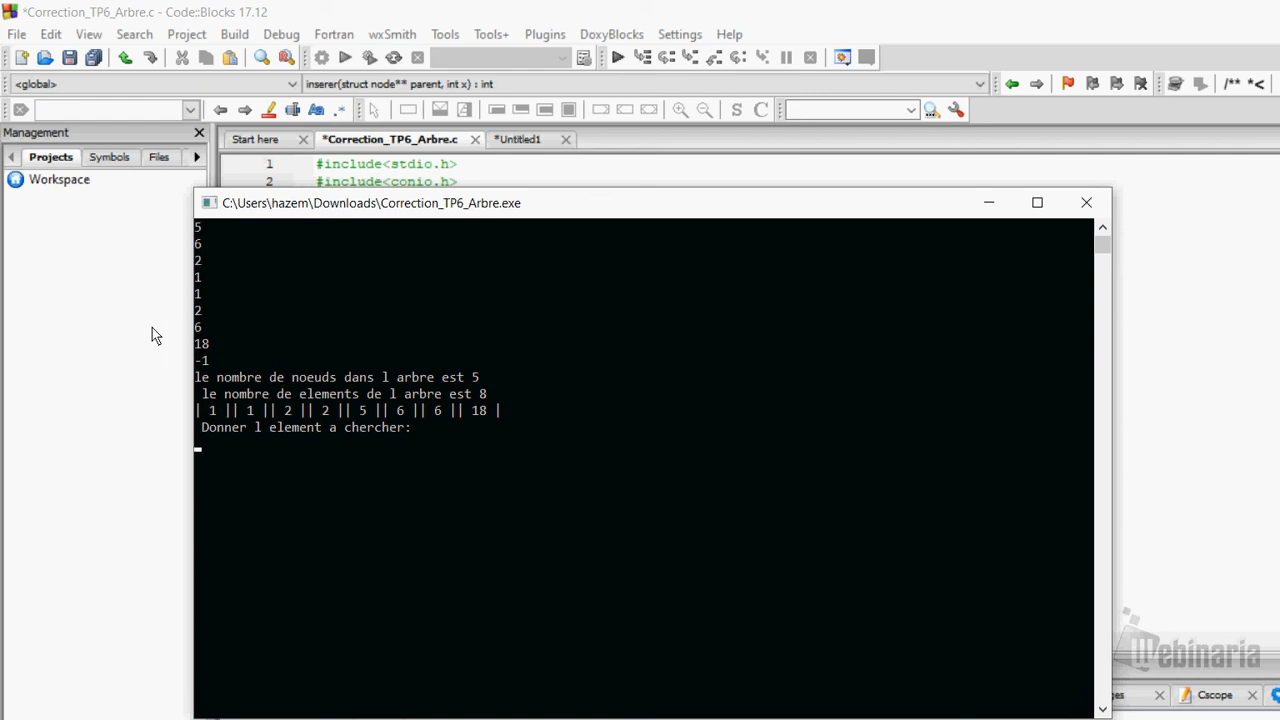 *Correction_TP6_Arbre.c - Code::Blocks 17.12
File Edit View Search Project Build Debug Fortran wxSmith Tools Tools+ Plugins DoxyBlocks Settings Help
<global> inserer(struct node** parent, int x) : int
/** *<
S C
Management
Start here *Correction_TP6_Arbre.c *Untitled1
Projects Symbols Files
Workspace
1 #include<stdio.h>
2 #include<conio.h>
C:\Users\hazem\Downloads\Correction_TP6_Arbre.exe
5
6
2
1
1
2
6
18
-1
le nombre de noeuds dans l arbre est 5
le nombre de elements de l arbre est 8
| 1 || 1 || 2 || 2 || 5 || 6 || 6 || 18 |
Donner l element a chercher:
Webinaria
Cscope